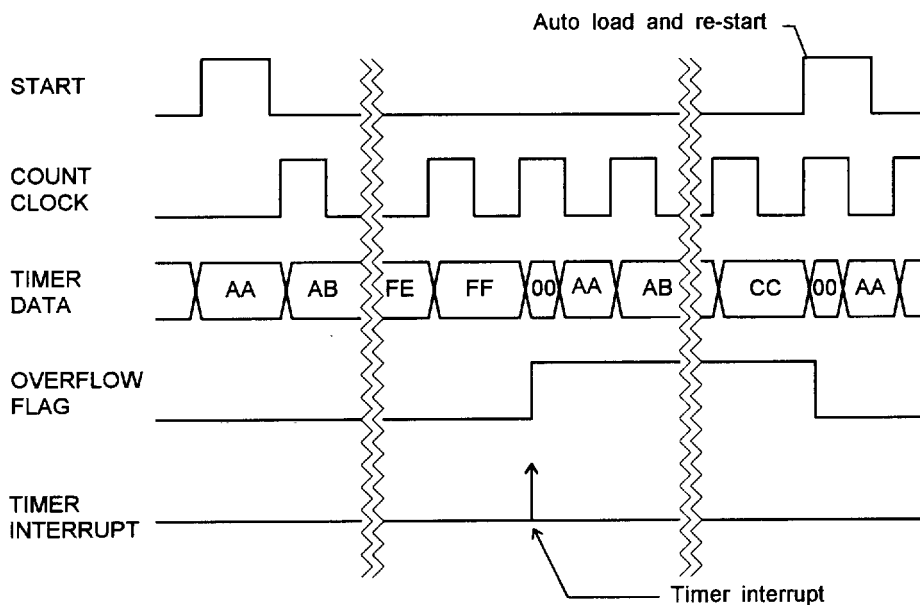 Auto load and re-start
START
COUNT
CLOCK
TIMER
DATA
AA AB FE FF 00 AA AB CC 00 AA
OVERFLOW
FLAG
TIMER
INTERRUPT
Timer interrupt